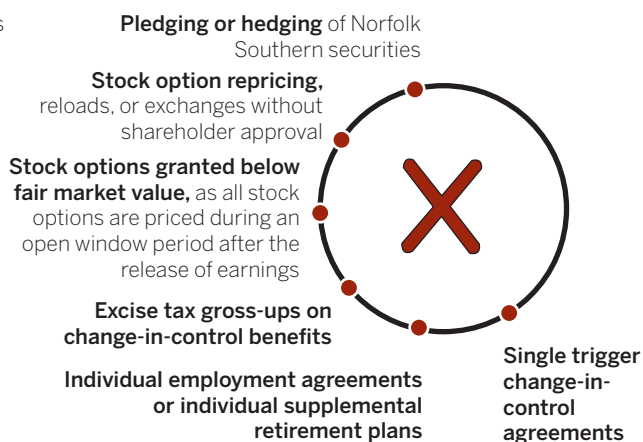 s
Pledging or hedging of Norfolk
Southern securities
Stock option repricing,
reloads, or exchanges without
shareholder approval
Stock options granted below
fair market value, as all stock
options are priced during an
open window period after the
release of earnings
Excise tax gross-ups on
change-in-control benefits
Individual employment agreements
or individual supplemental
retirement plans
Single trigger
change-in-
control
agreements